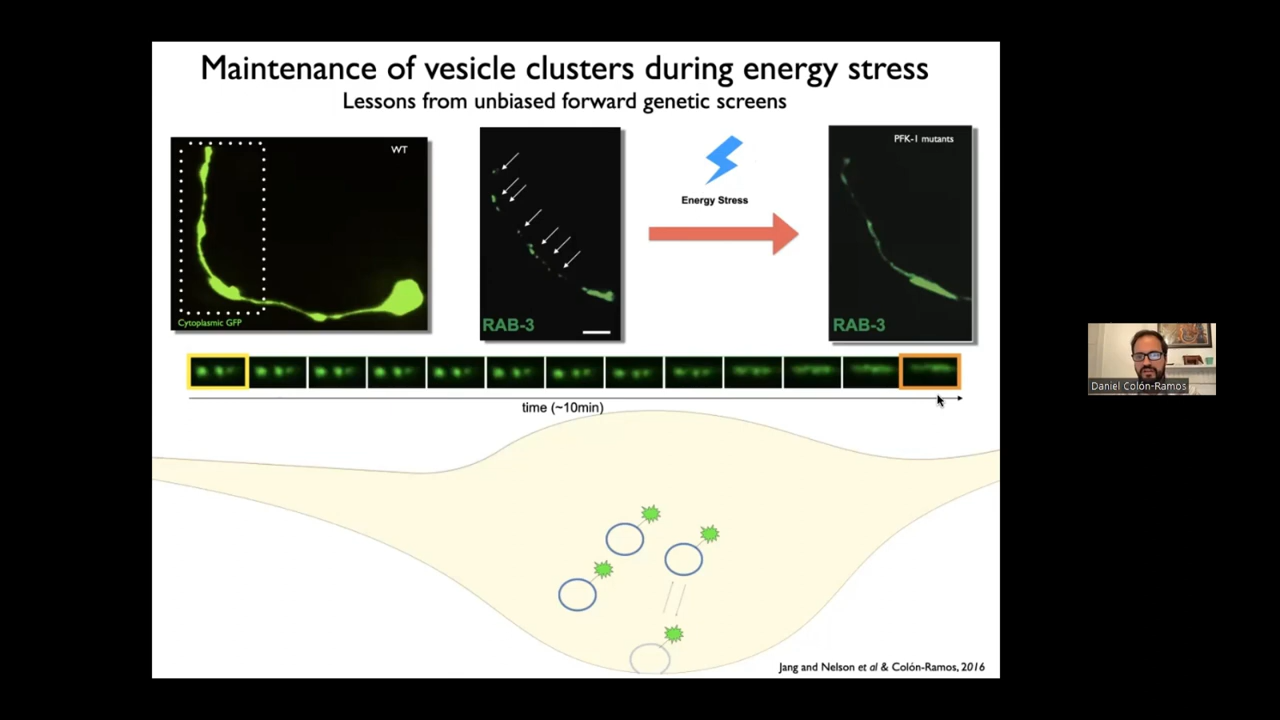 Maintenance of vesicle clusters during energy stress
Lessons from unbiased forward genetic screens
WT
Cytoplasmic GFP
RAB-3
Energy Stress
PFK-1 mutants
RAB-3
time (~10min)
Jang and Nelson et al & Colón-Ramos, 2016
Daniel Colón-Ramos